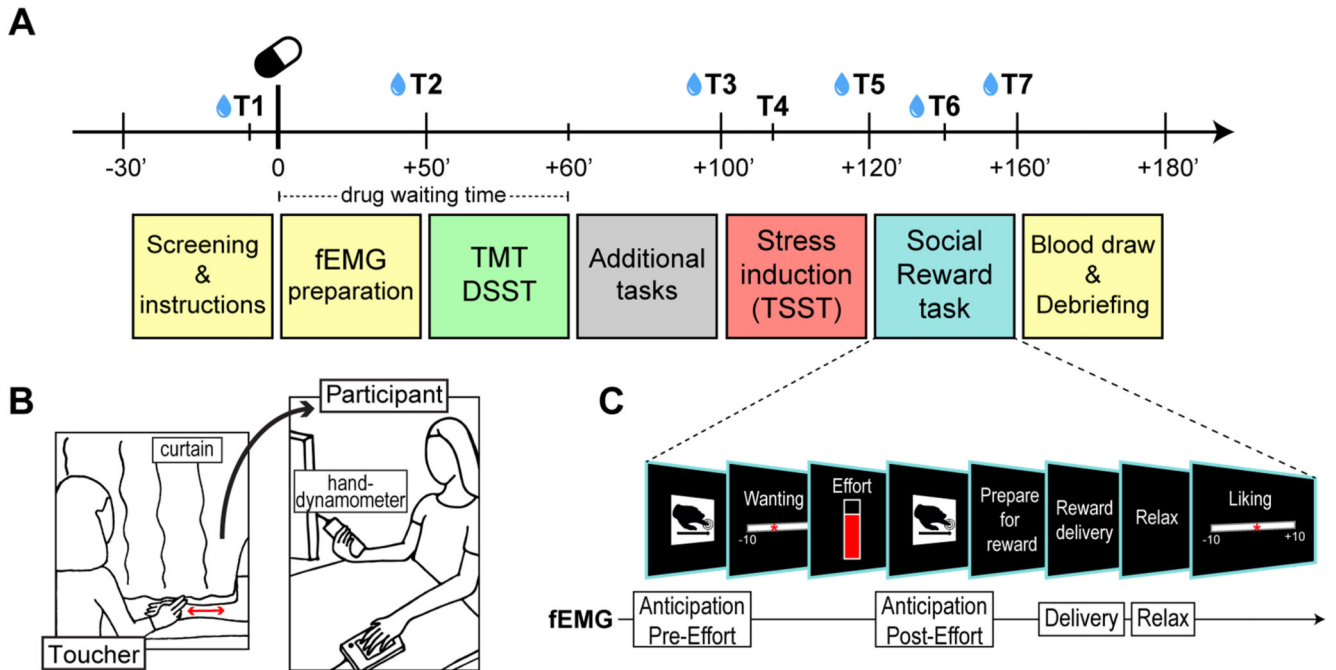 A
T1
T2
T3
T4
T5
T6
T7
-30’
0
+50’
+60’
+100’
+120’
+160’
+180’
drug waiting time
Screening
&
instructions
fEMG
preparation
TMT
DSST
Additional
tasks
Stress
induction
(TSST)
Social
Reward
task
Blood draw
&
Debriefing
B
curtain
Toucher
Participant
hand-
dynamometer
C
Wanting
-10
Effort
Prepare
for
reward
Reward
delivery
Relax
Liking
-10
+10
fEMG
Anticipation
Pre-Effort
Anticipation
Post-Effort
Delivery
Relax